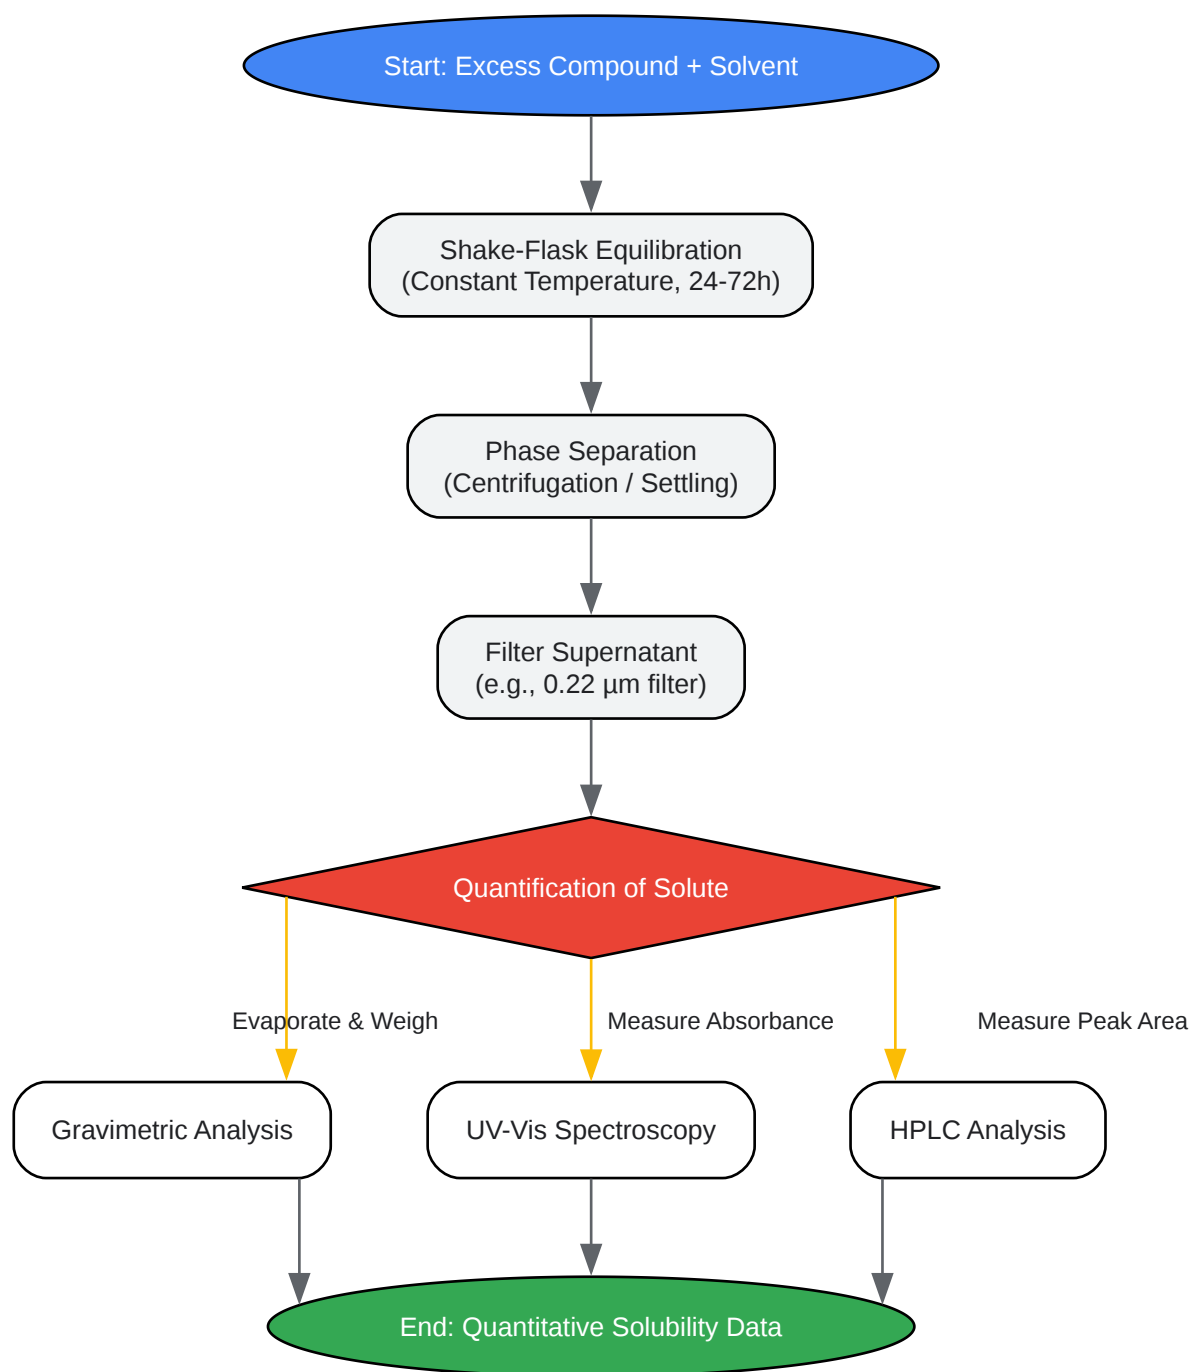 Start: Excess Compound + Solvent
Shake-Flask Equilibration
(Constant Temperature, 24-72h)
Phase Separation
(Centrifugation / Settling)
Filter Supernatant
(e.g., 0.22 µm filter)
Quantification of Solute
Evaporate & Weigh
Measure Absorbance
Measure Peak Area
Gravimetric Analysis
UV-Vis Spectroscopy
HPLC Analysis
End: Quantitative Solubility Data